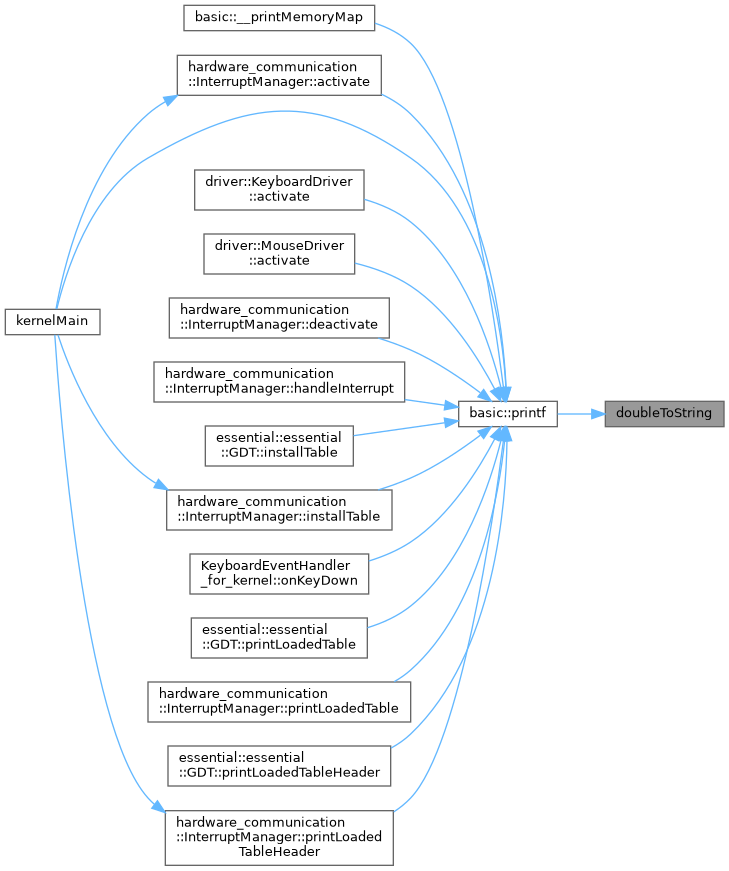 basic::__printMemoryMap
hardware_communication
::InterruptManager::activate
driver::KeyboardDriver
::activate
driver::MouseDriver
::activate
hardware_communication
::InterruptManager::deactivate
kernelMain
hardware_communication
::InterruptManager::handleInterrupt
basic::printf
doubleToString
essential::essential
::GDT::installTable
hardware_communication
::InterruptManager::installTable
KeyboardEventHandler
_for_kernel::onKeyDown
essential::essential
::GDT::printLoadedTable
hardware_communication
::InterruptManager::printLoadedTable
essential::essential
::GDT::printLoadedTableHeader
hardware_communication
::InterruptManager::printLoaded
TableHeader